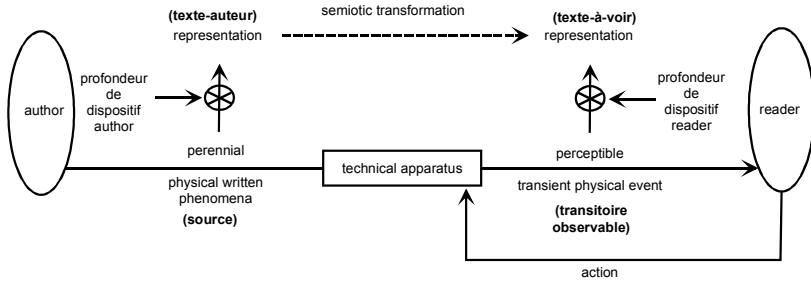 (texte-auteur)
representation
semiotic transformation
(texte-à-voir)
representation
profondeur
de
dispositif
author
profondeur
de
dispositif
reader
author
reader
perennial
technical apparatus
perceptible
physical written
phenomena
(source)
transient physical event
(transitoire
observable)
action